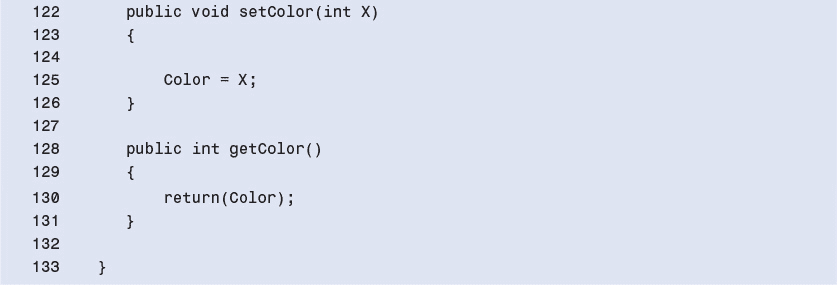 122 public void setColor(int X)
123 {
124
125 Color = X;
126 }
127
128 public int getColor()
129 {
130 return(Color);
131 }
132
133 }